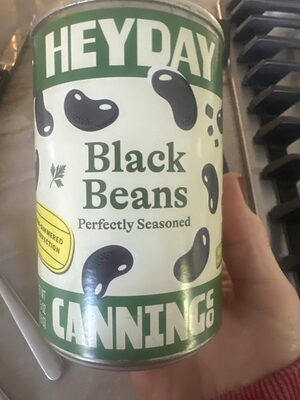 HEYDAY
Black
Beans
Perfectly Seasoned
CANNING CO